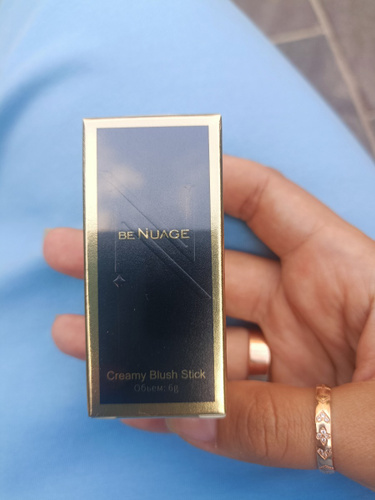 BE NUAGE
Creamy Blush Stick
Объем: 6g